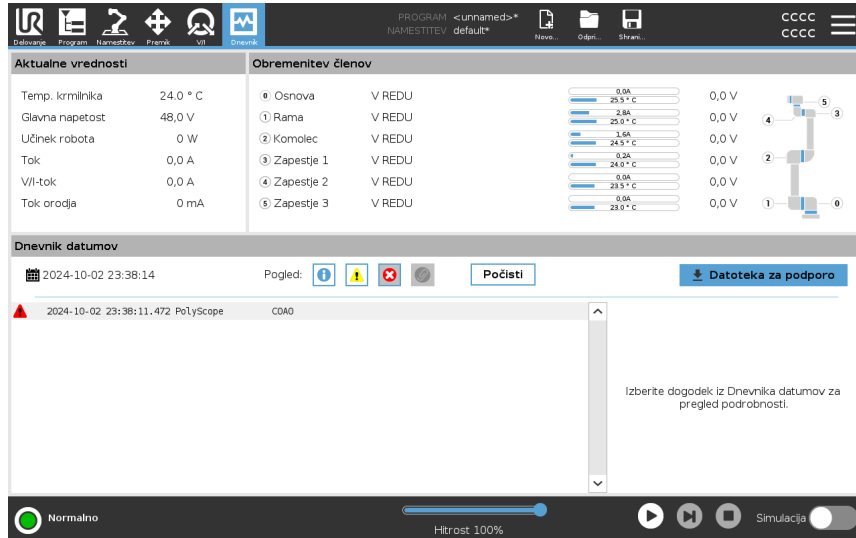 PROGRAM <unnamed>*
NAMESTITEV default*
UR
Delovanje Program Namestitev Premik V/I Dnevnik
Novo... Odpri... Shrani...
CCCC
CCCC
Aktualne vrednosti
Temp. krmilnika 24.0 ° C
Glavna napetost 48,0 V
Učinek robota 0 W
Tok 0,0 A
V/I-tok 0,0 A
Tok orodja 0 mA
Obremenitev členov
0 Osnova V REDU 0,0A 25.5 ° C 0,0 V
1 Rama V REDU 2,8A 25.0 ° C 0,0 V
2 Komolec V REDU 1,6A 24.5 ° C 0,0 V
3 Zapestje 1 V REDU 0,2A 24.0 ° C 0,0 V
4 Zapestje 2 V REDU 0,0A 23.5 ° C 0,0 V
5 Zapestje 3 V REDU 0,0A 23.0 ° C 0,0 V
5
3
4
2
1
0
Dnevnik datumov
2024-10-02 23:38:14 Pogled: Počisti Datoteka za podporo
2024-10-02 23:38:11.472 PolyScope C0A0
Izberite dogodek iz Dnevnika datumov za
pregled podrobnosti.
Normalno
Hitrost 100%
Simulacija